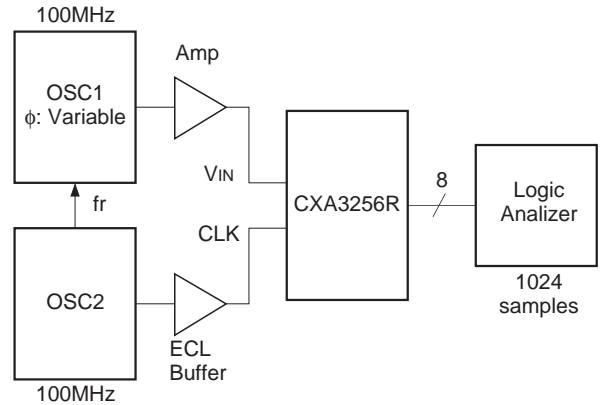 100MHz
OSC1
ϕ: Variable
Amp
fr
OSC2
100MHz
VIN
CLK
ECL
Buffer
CXA3256R
8
Logic
Analizer
1024
samples